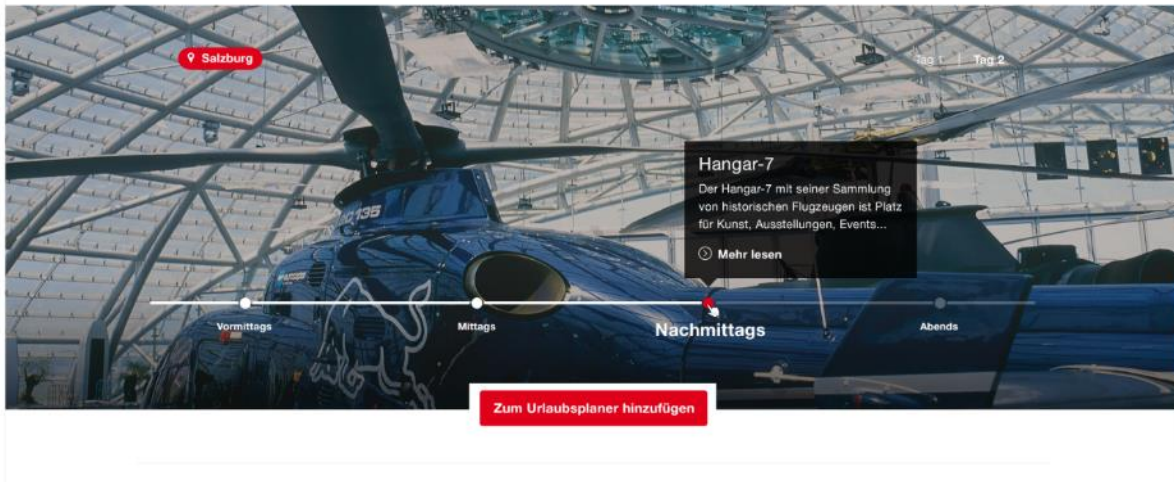 Salzburg
Tag 1 | Tag 2
Hangar-7
Der Hangar-7 mit seiner Sammlung
von historischen Flugzeugen ist Platz
für Kunst, Ausstellungen, Events...
Mehr lesen
Vormittags
Mittags
Nachmittags
Abends
Zum Urlaubsplaner hinzufügen